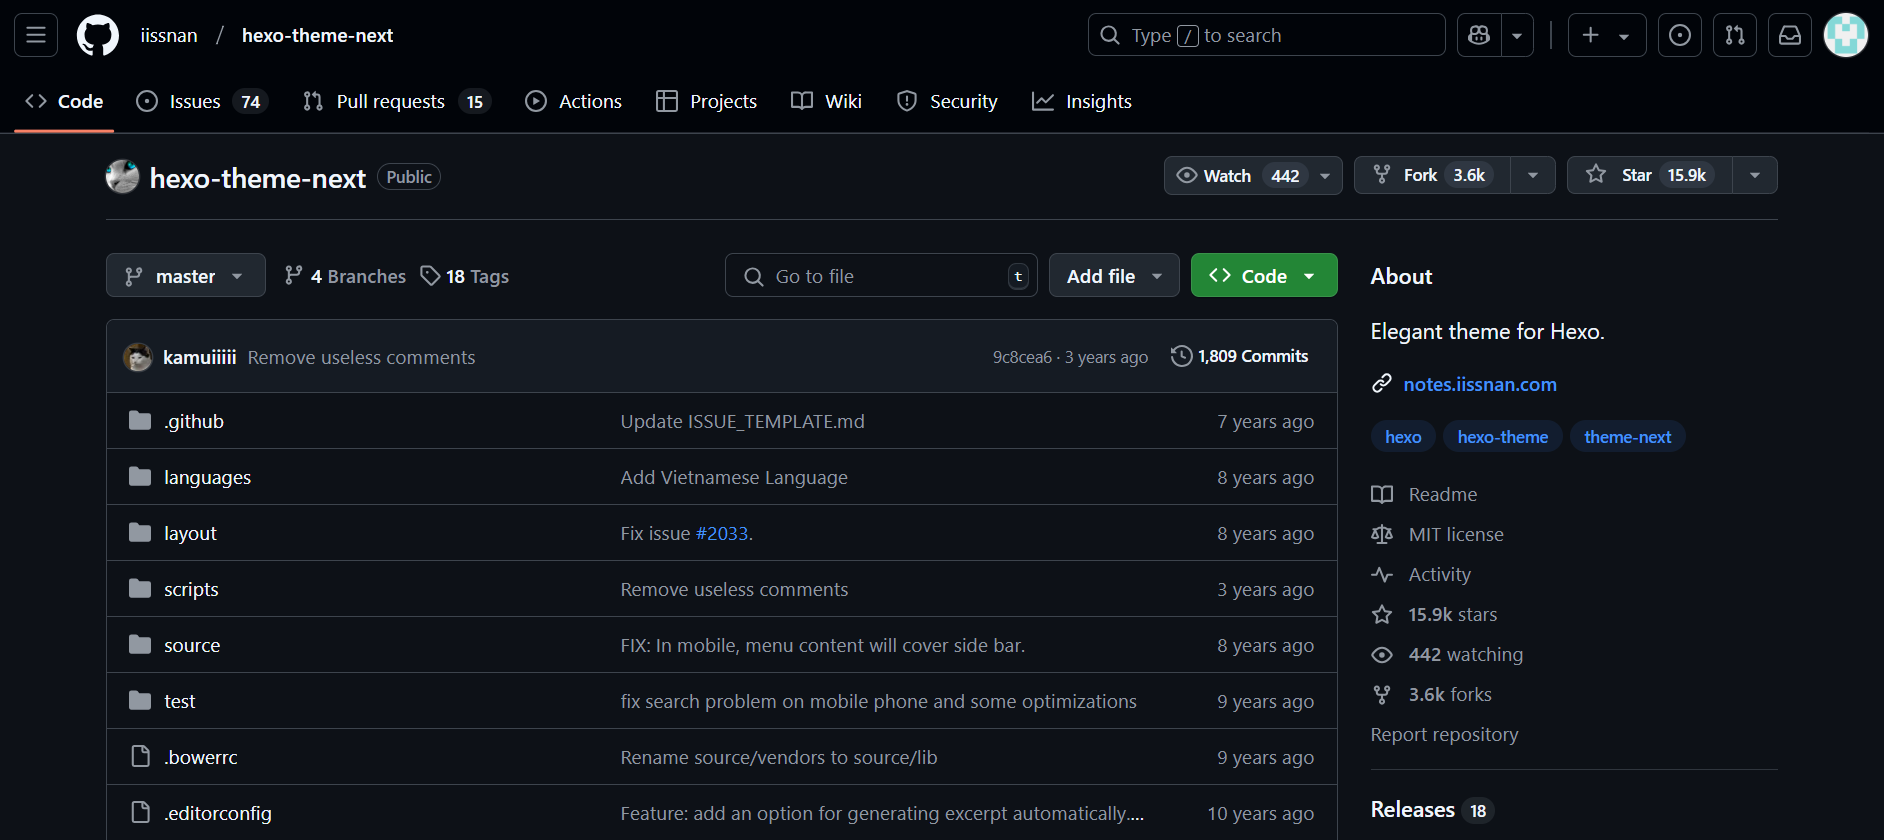 iissnan / hexo-theme-next
Type / to search
Code
Issues 74
Pull requests 15
Actions
Projects
Wiki
Security
Insights
hexo-theme-next Public
Watch 442
Fork 3.6k
Star 15.9k
master
4 Branches
18 Tags
Go to file t
Add file
Code
kamuiiiii Remove useless comments 9c8cea6 · 3 years ago 1,809 Commits
.github Update ISSUE_TEMPLATE.md 7 years ago
languages Add Vietnamese Language 8 years ago
layout Fix issue #2033. 8 years ago
scripts Remove useless comments 3 years ago
source FIX: In mobile, menu content will cover side bar. 8 years ago
test fix search problem on mobile phone and some optimizations 9 years ago
.bowerrc Rename source/vendors to source/lib 9 years ago
.editorconfig Feature: add an option for generating excerpt automatically.... 10 years ago
About
Elegant theme for Hexo.
notes.iissnan.com
hexo hexo-theme theme-next
Readme
MIT license
Activity
15.9k stars
442 watching
3.6k forks
Report repository
Releases 18